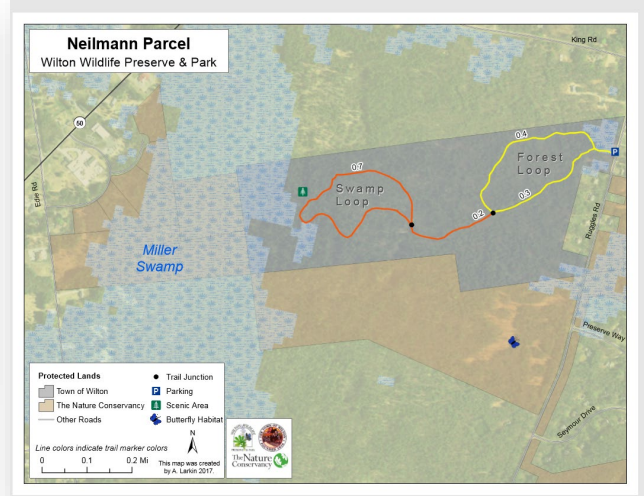 Neilmann Parcel
Wilton Wildlife Preserve & Park
King Rd
50
Edie Rd
0.4
P
0.7
Forest
Loop
Swamp
Loop
0.3
0.2
Ruggles Rd
Miller
Swamp
Preserve Way
Seymour Drive
Protected Lands
Town of Wilton
The Nature Conservancy
Other Roads
Trail Junction
P Parking
Scenic Area
Butterfly Habitat
Line colors indicate trail marker colors
0 0.1 0.2 Mi
N
This map was created
by A. Larkin 2017.
The Nature
Conservancy